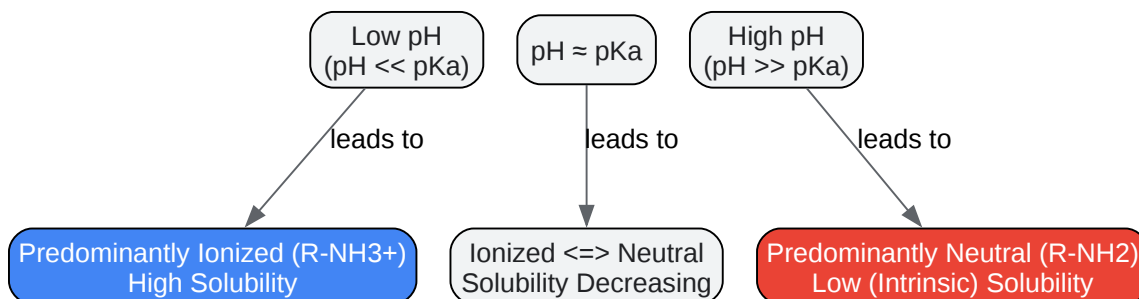 Low pH
(pH << pKa)
pH ≈ pKa
High pH
(pH >> pKa)
leads to
leads to
leads to
Predominantly Ionized (R-NH3+)
High Solubility
Ionized <=> Neutral
Solubility Decreasing
Predominantly Neutral (R-NH2)
Low (Intrinsic) Solubility